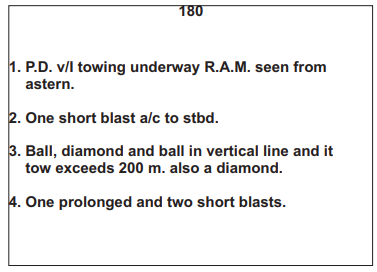 180
1. P.D. v/l towing underway R.A.M. seen from
astern.
2. One short blast a/c to stbd.
3. Ball, diamond and ball in vertical line and it
tow exceeds 200 m. also a diamond.
4. One prolonged and two short blasts.